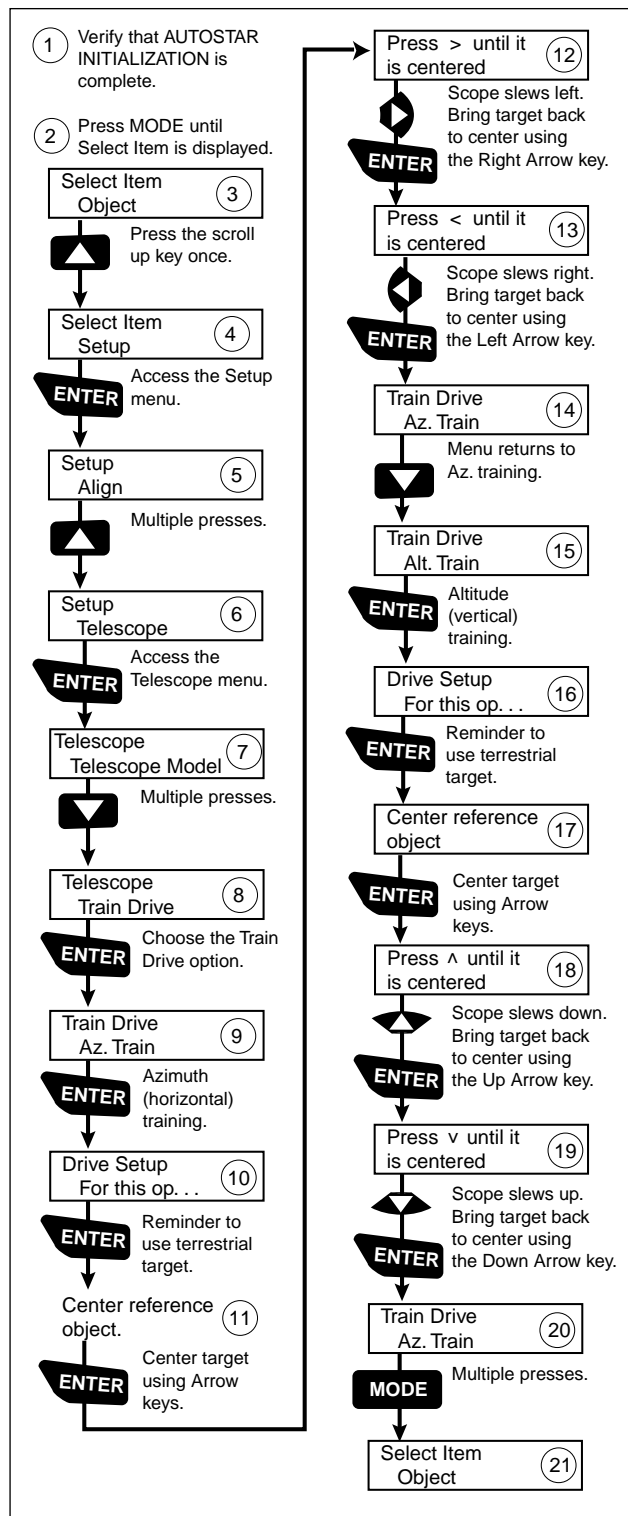 1
Verify that AUTOSTAR
INITIALIZATION is
complete.
2
Press MODE until
Select Item is displayed.
Select Item
Object
3
Press the scroll
up key once.
Select Item
Setup
4
ENTER
Access the Setup
menu.
Setup
Align
5
Multiple presses.
Setup
Telescope
6
ENTER
Access the
Telescope menu.
Telescope
Telescope Model
7
Multiple presses.
Telescope
Train Drive
8
ENTER
Choose the Train
Drive option.
Train Drive
Az. Train
9
ENTER
Azimuth
(horizontal)
training.
Drive Setup
For this op. . .
10
ENTER
Reminder to
use terrestrial
target.
Center reference
object.
11
ENTER
Center target
using Arrow
keys.
Press > until it
is centered
12
Scope slews left.
Bring target back
to center using
the Right Arrow key.
ENTER
Press < until it
is centered
13
Scope slews right.
Bring target back
to center using
the Left Arrow key.
ENTER
Train Drive
Az. Train
14
Menu returns to
Az. training.
Train Drive
Alt. Train
15
ENTER
Altitude
(vertical)
training.
Drive Setup
For this op. . .
16
ENTER
Reminder to
use terrestrial
target.
Center reference
object
17
ENTER
Center target
using Arrow
keys.
Press ^ until it
is centered
18
Scope slews down.
Bring target back
to center using
the Up Arrow key.
ENTER
Press v until it
is centered
19
Scope slews up.
Bring target back
to center using
the Down Arrow key.
ENTER
Train Drive
Az. Train
20
MODE
Multiple presses.
Select Item
Object
21